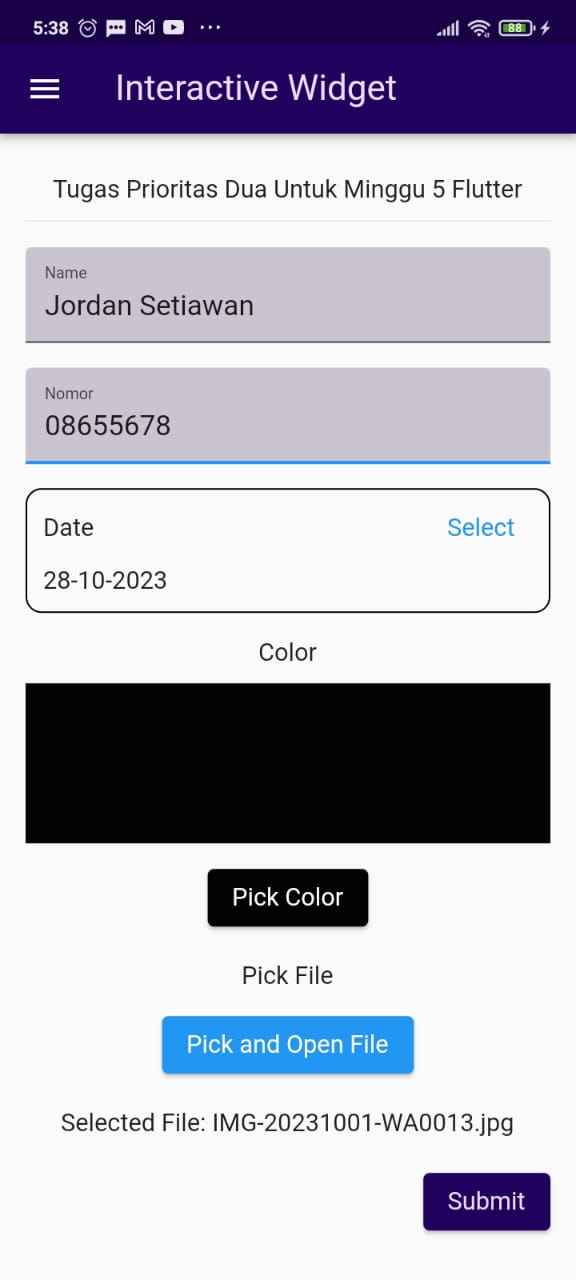 5:38
88
Interactive Widget
Tugas Prioritas Dua Untuk Minggu 5 Flutter
Name
Jordan Setiawan
Nomor
08655678
Date
Select
28-10-2023
Color
Pick Color
Pick File
Pick and Open File
Selected File: IMG-20231001-WA0013.jpg
Submit